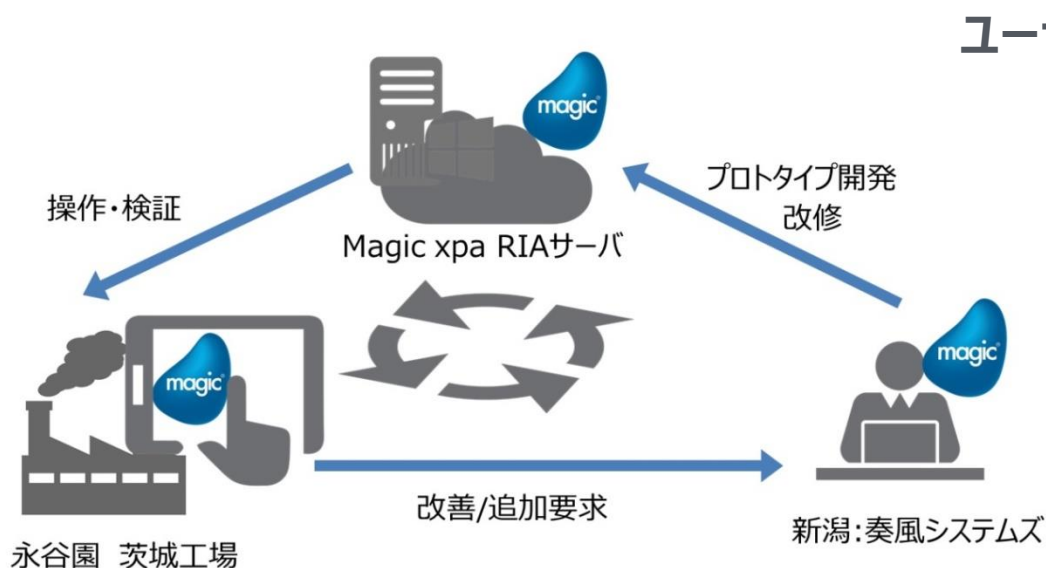 ユー
magic
プロトタイプ開発
改修
操作・検証
Magic xpa RIAサーバ
magic
magic
改善/追加要求
新潟:奏風システムズ
永谷園 茨城工場